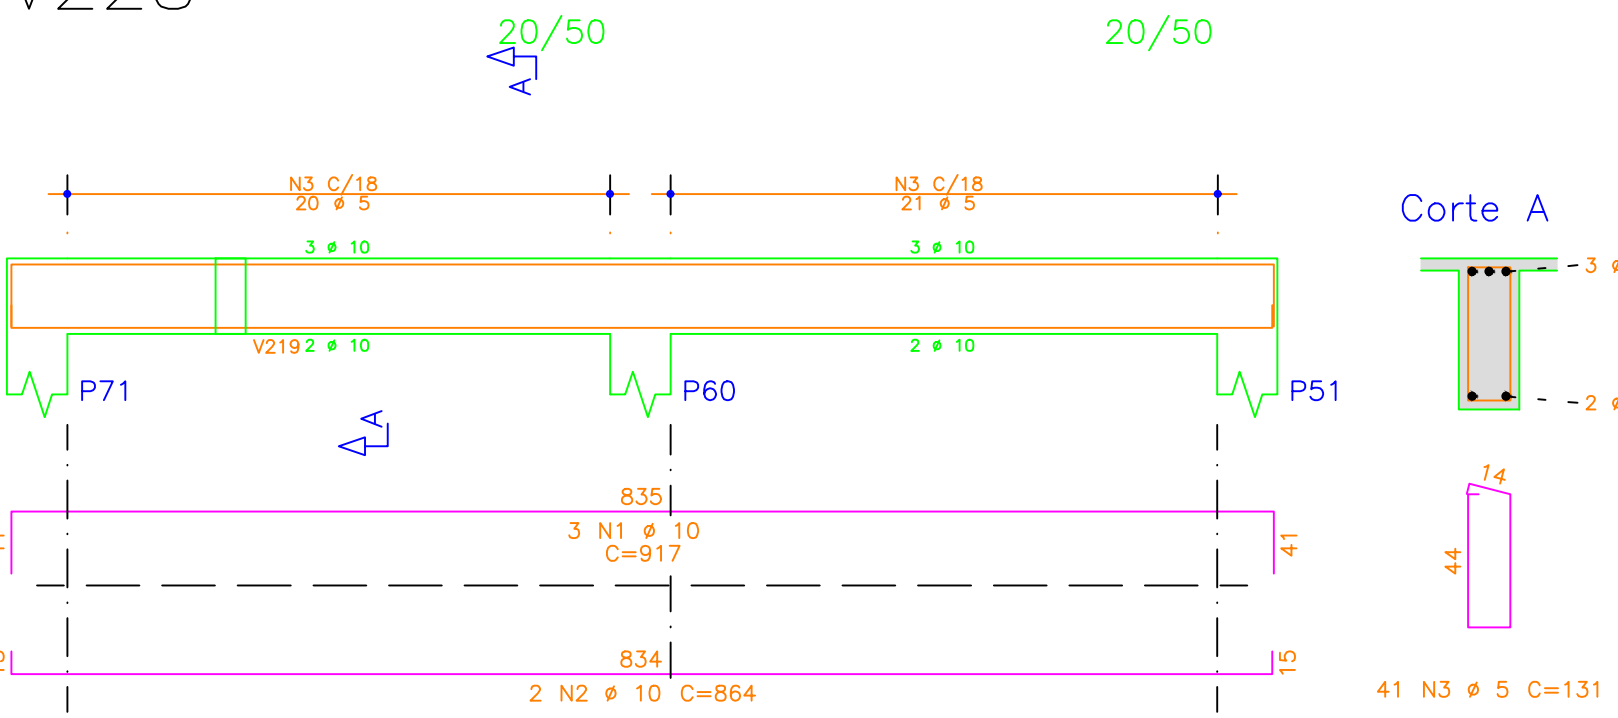 20/50
20/50
A
N3 C/18
20 ø 5
N3 C/18
21 ø 5
Corte A
3 ø 10
3 ø 10
3 ø
V219
2 ø 10
2 ø 10
2 ø
P71
P60
P51
A
14
835
3 N1 ø 10
C=917
41
44
834
15
2 N2 ø 10 C=864
41 N3 ø 5 C=131